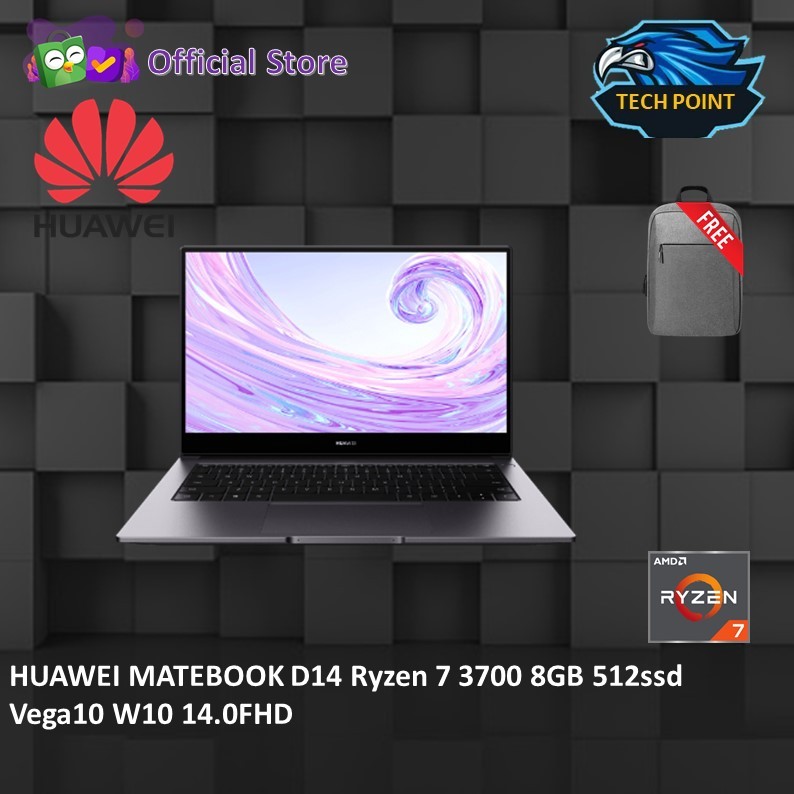 Official Store
TECH POINT
HUAWEI
FREE
HUAWEI
AMD
RYZEN
7
HUAWEI MATEBOOK D14 Ryzen 7 3700 8GB 512ssd
Vega10 W10 14.0FHD